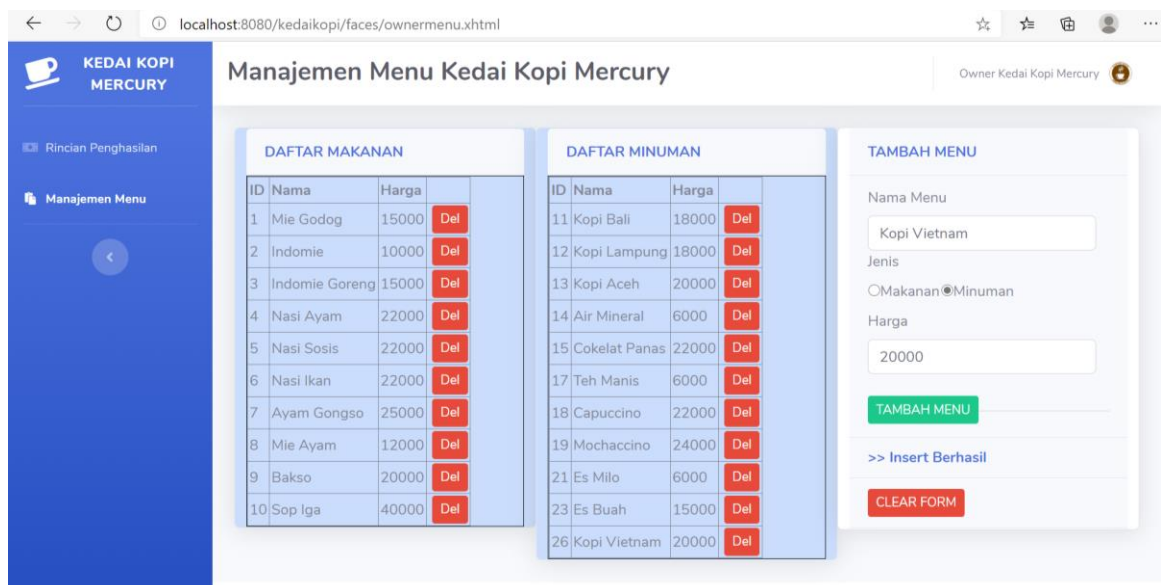 localhost:8080/kedaikopi/faces/ownermenu.xhtml
KEDAI KOPI
MERCURY
Rincian Penghasilan
Manajemen Menu
Manajemen Menu Kedai Kopi Mercury
Owner Kedai Kopi Mercury
DAFTAR MAKANAN
ID Nama Harga
1 Mie Godog 15000 Del
2 Indomie 10000 Del
3 Indomie Goreng 15000 Del
4 Nasi Ayam 22000 Del
5 Nasi Sosis 22000 Del
6 Nasi Ikan 22000 Del
7 Ayam Gongso 25000 Del
8 Mie Ayam 12000 Del
9 Bakso 20000 Del
10 Sop Iga 40000 Del
DAFTAR MINUMAN
ID Nama Harga
11 Kopi Bali 18000 Del
12 Kopi Lampung 18000 Del
13 Kopi Aceh 20000 Del
14 Air Mineral 6000 Del
15 Cokelat Panas 22000 Del
17 Teh Manis 6000 Del
18 Capuccino 22000 Del
19 Mochaccino 24000 Del
21 Es Milo 6000 Del
23 Es Buah 15000 Del
26 Kopi Vietnam 20000 Del
TAMBAH MENU
Nama Menu
Kopi Vietnam
Jenis
Makanan Minuman
Harga
20000
TAMBAH MENU
>> Insert Berhasil
CLEAR FORM